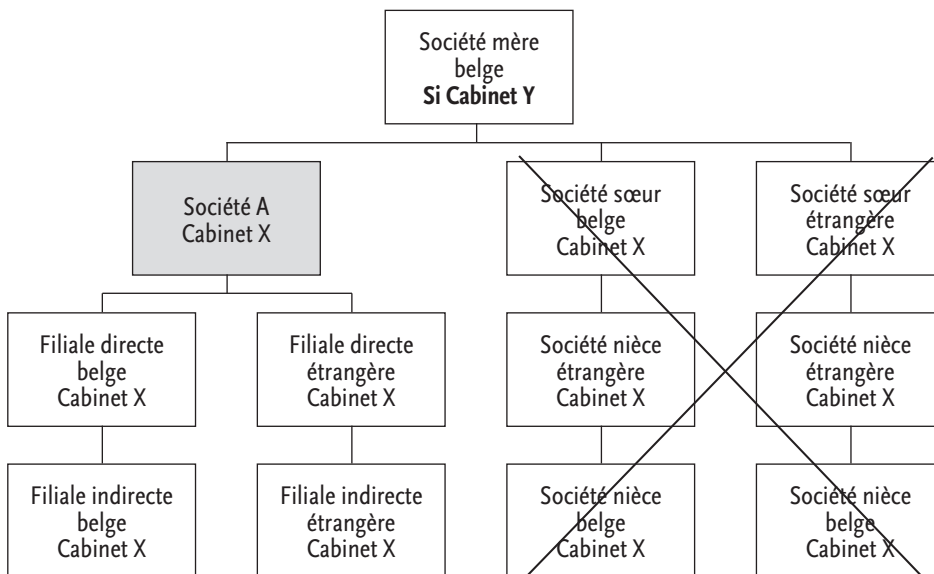 Société mère
belge
Si Cabinet Y
Société A
Cabinet X
Société sœur
belge
Cabinet X
Société sœur
étrangère
Cabinet X
Filiale directe
belge
Cabinet X
Filiale directe
étrangère
Cabinet X
Société nièce
étrangère
Cabinet X
Société nièce
étrangère
Cabinet X
Filiale indirecte
belge
Cabinet X
Filiale indirecte
étrangère
Cabinet X
Société nièce
belge
Cabinet X
Société nièce
belge
Cabinet X